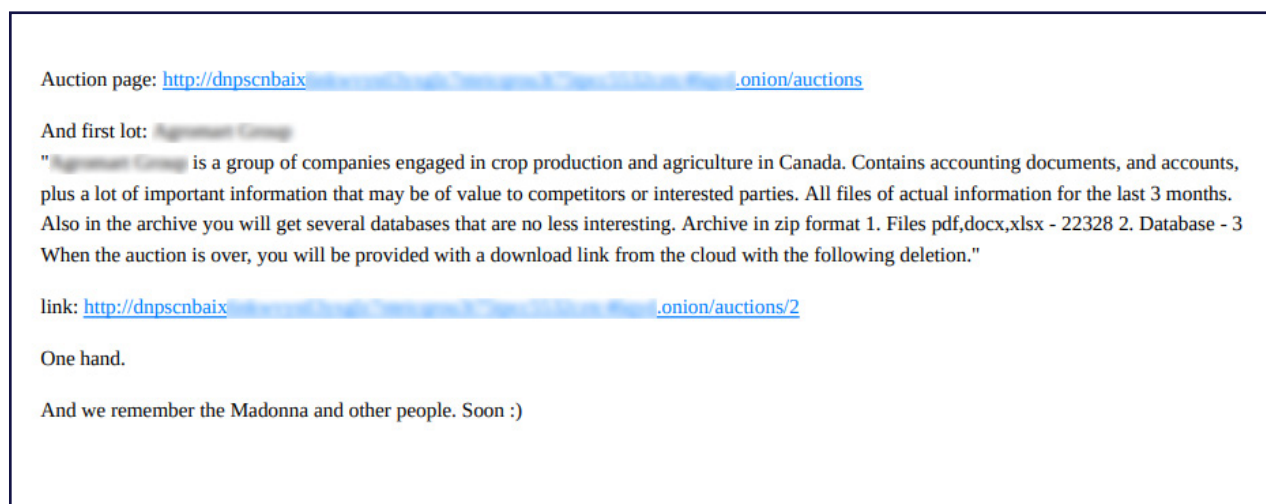 Auction page: http://dnpscnbaix .onion/auctions
And first lot:
" is a group of companies engaged in crop production and agriculture in Canada. Contains accounting documents, and accounts,
plus a lot of important information that may be of value to competitors or interested parties. All files of actual information for the last 3 months.
Also in the archive you will get several databases that are no less interesting. Archive in zip format 1. Files pdf,docx,xlsx - 22328 2. Database - 3
When the auction is over, you will be provided with a download link from the cloud with the following deletion."
link: http://dnpscnbaix .onion/auctions/2
One hand.
And we remember the Madonna and other people. Soon :)